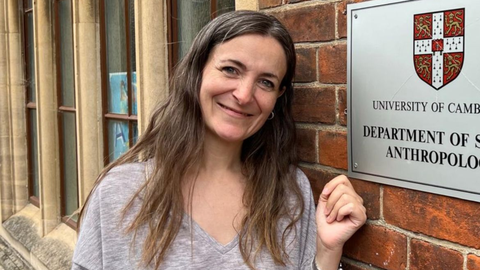 UNIVERSITY OF CAMB
DEPARTMENT OF S
ANTHROPOLO